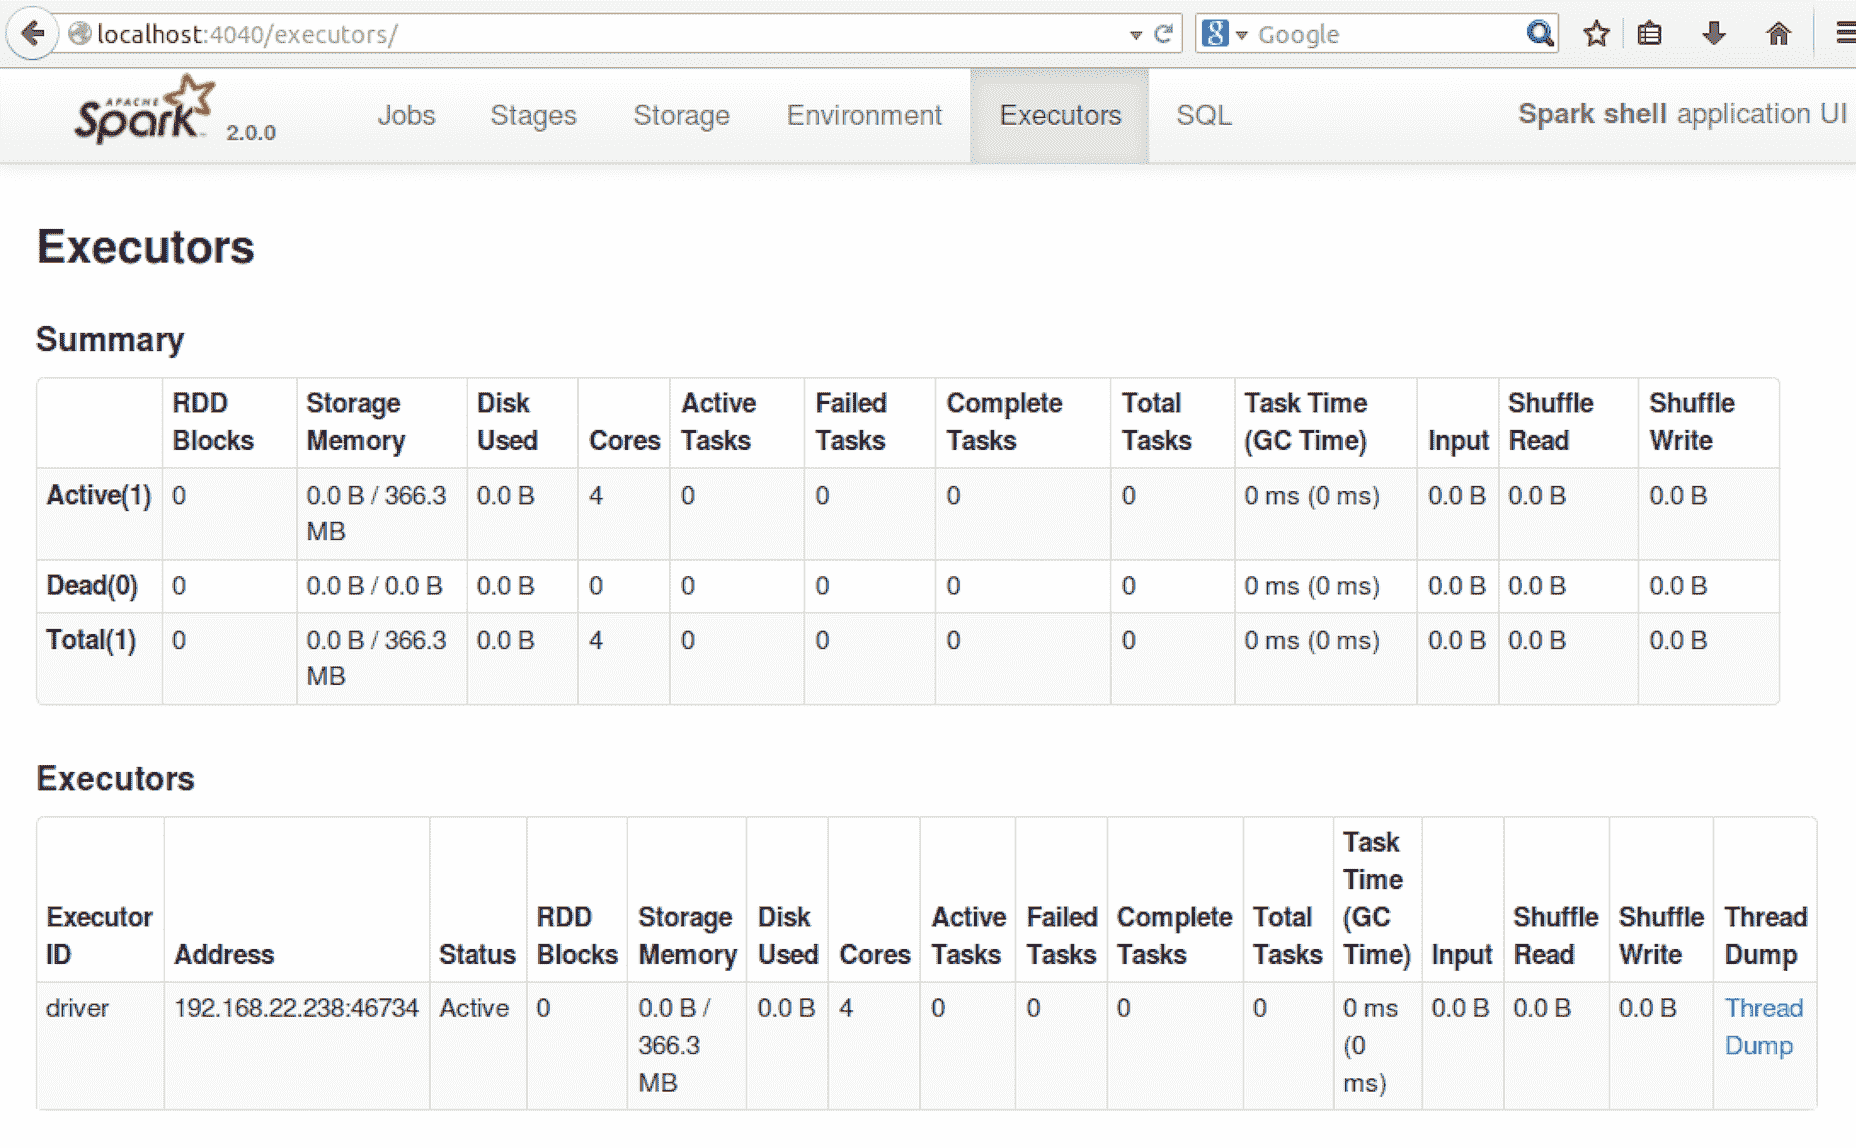 localhost:4040/executors/ Google
APACHE Spark 2.0.0 Jobs Stages Storage Environment Executors SQL Spark shell application UI
Executors
Summary
RDD Blocks Storage Memory Disk Used Cores Active Tasks Failed Tasks Complete Tasks Total Tasks Task Time (GC Time) Input Shuffle Read Shuffle Write
Active(1) 0 0.0 B / 366.3 MB 0.0 B 4 0 0 0 0 0 ms (0 ms) 0.0 B 0.0 B 0.0 B
Dead(0) 0 0.0 B / 0.0 B 0.0 B 0 0 0 0 0 0 ms (0 ms) 0.0 B 0.0 B 0.0 B
Total(1) 0 0.0 B / 366.3 MB 0.0 B 4 0 0 0 0 0 ms (0 ms) 0.0 B 0.0 B 0.0 B
Executors
Executor ID Address Status RDD Blocks Storage Memory Disk Used Cores Active Tasks Failed Tasks Complete Tasks Total Tasks Task Time (GC Time) Input Shuffle Read Shuffle Write Thread Dump
driver 192.168.22.238:46734 Active 0 0.0 B / 366.3 MB 0.0 B 4 0 0 0 0 0 ms (0 ms) 0.0 B 0.0 B 0.0 B Thread Dump